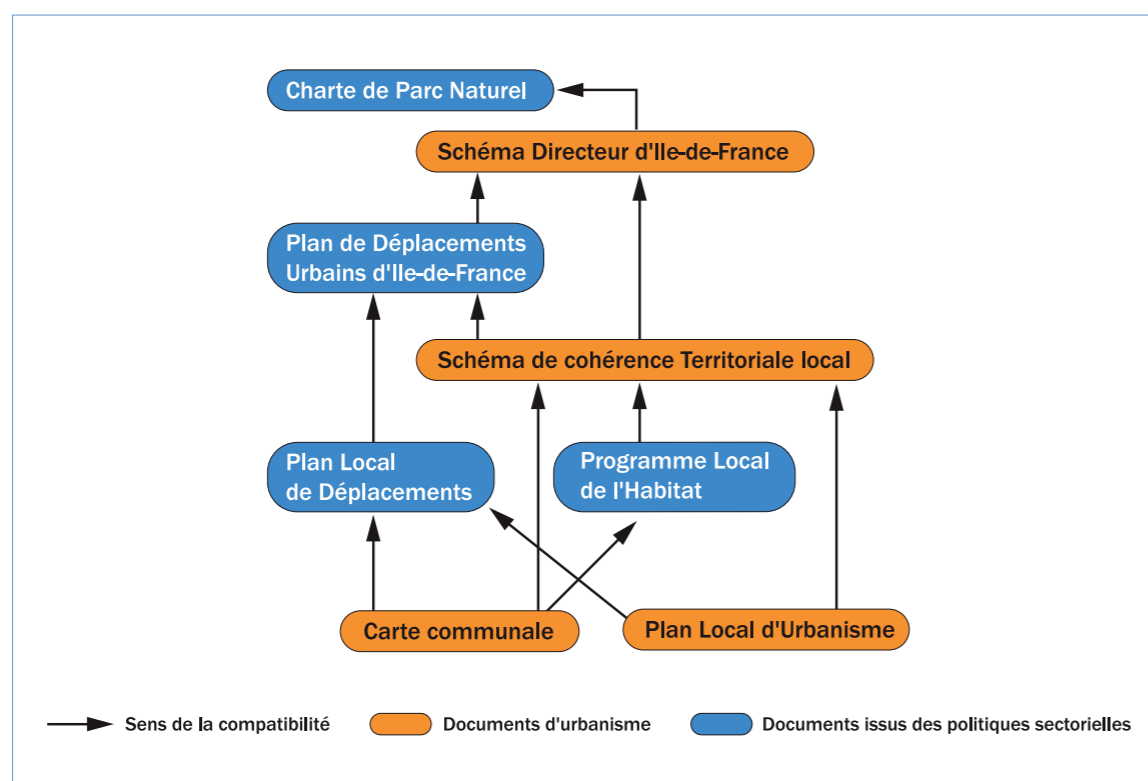 Charte de Parc Naturel
Schéma Directeur d'Ile-de-France
Plan de Déplacements
Urbains d'Ile-de-France
Schéma de cohérence Territoriale local
Plan Local
de Déplacements
Programme Local
de l'Habitat
Carte communale
Plan Local d'Urbanisme
Sens de la compatibilité
Documents d'urbanisme
Documents issus des politiques sectorielles